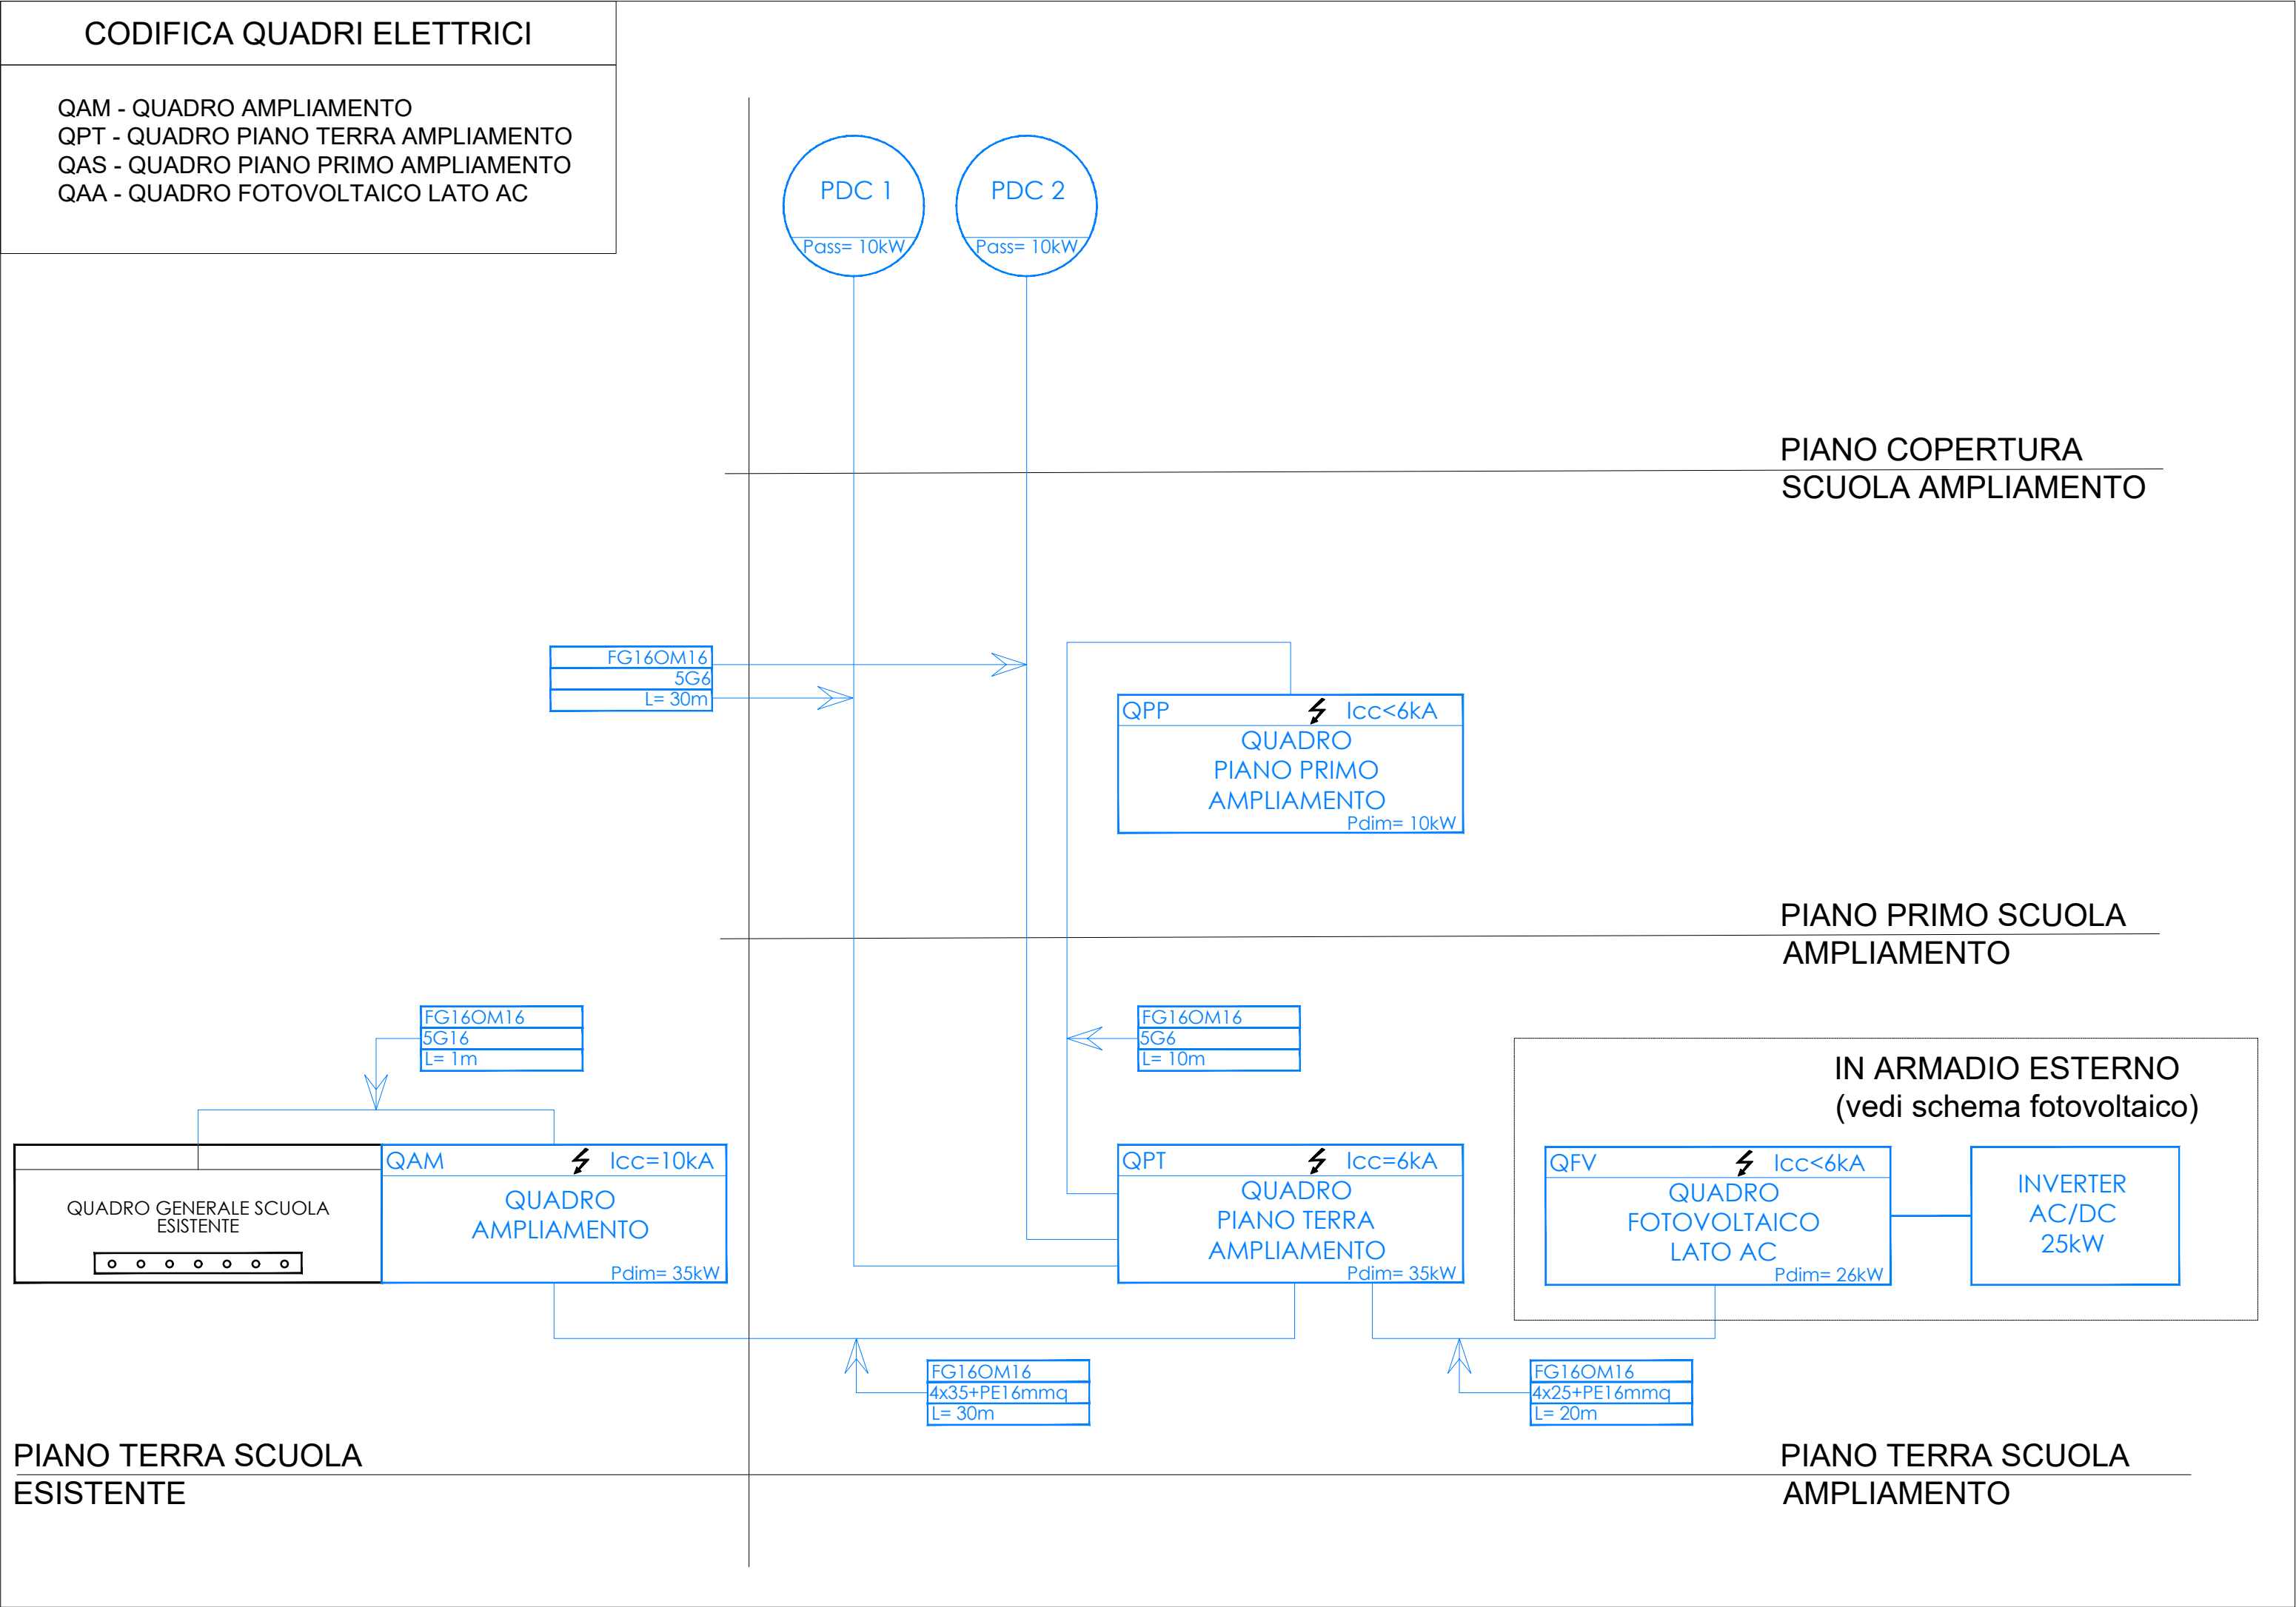 CODIFICA QUADRI ELETTRICI
QAM - QUADRO AMPLIAMENTO
QPT - QUADRO PIANO TERRA AMPLIAMENTO
QAS - QUADRO PIANO PRIMO AMPLIAMENTO
QAA - QUADRO FOTOVOLTAICO LATO AC
PDC 1
Pass= 10kW
PDC 2
Pass= 10kW
PIANO COPERTURA
SCUOLA AMPLIAMENTO
FG16OM16
5G6
L= 30m
QPP Icc<6kA
QUADRO
PIANO PRIMO
AMPLIAMENTO
Pdim= 10kW
PIANO PRIMO SCUOLA
AMPLIAMENTO
FG16OM16
5G16
L= 1m
FG16OM16
5G6
L= 10m
IN ARMADIO ESTERNO
(vedi schema fotovoltaico)
QUADRO GENERALE SCUOLA
ESISTENTE
QAM Icc=10kA
QUADRO
AMPLIAMENTO
Pdim= 35kW
QPT Icc=6kA
QUADRO
PIANO TERRA
AMPLIAMENTO
Pdim= 35kW
QFV Icc<6kA
QUADRO
FOTOVOLTAICO
LATO AC
Pdim= 26kW
INVERTER
AC/DC
25kW
FG16OM16
4x35+PE16mmq
L= 30m
FG16OM16
4x25+PE16mmq
L= 20m
PIANO TERRA SCUOLA
ESISTENTE
PIANO TERRA SCUOLA
AMPLIAMENTO